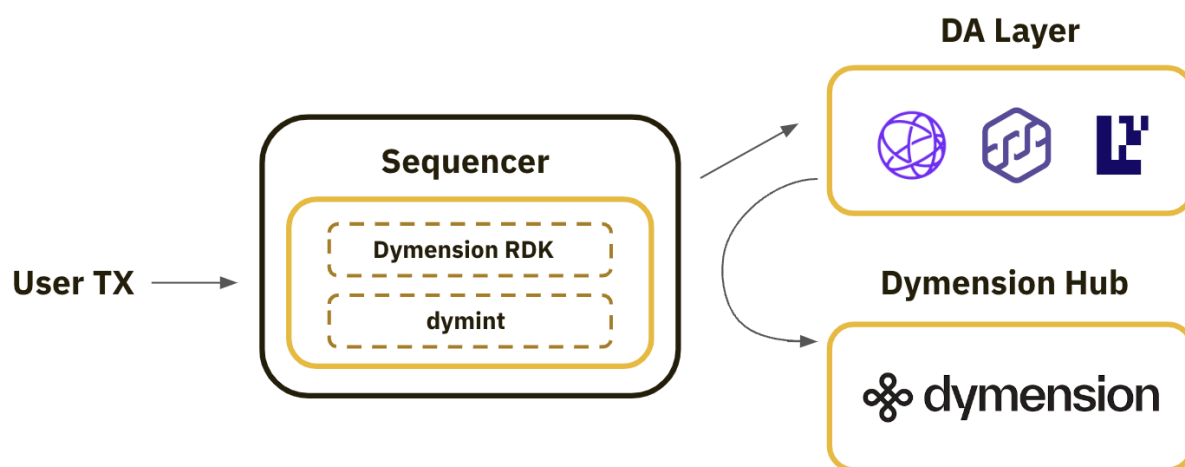 DA Layer
Sequencer
Dymension RDK
dymint
User TX
Dymension Hub
dymension